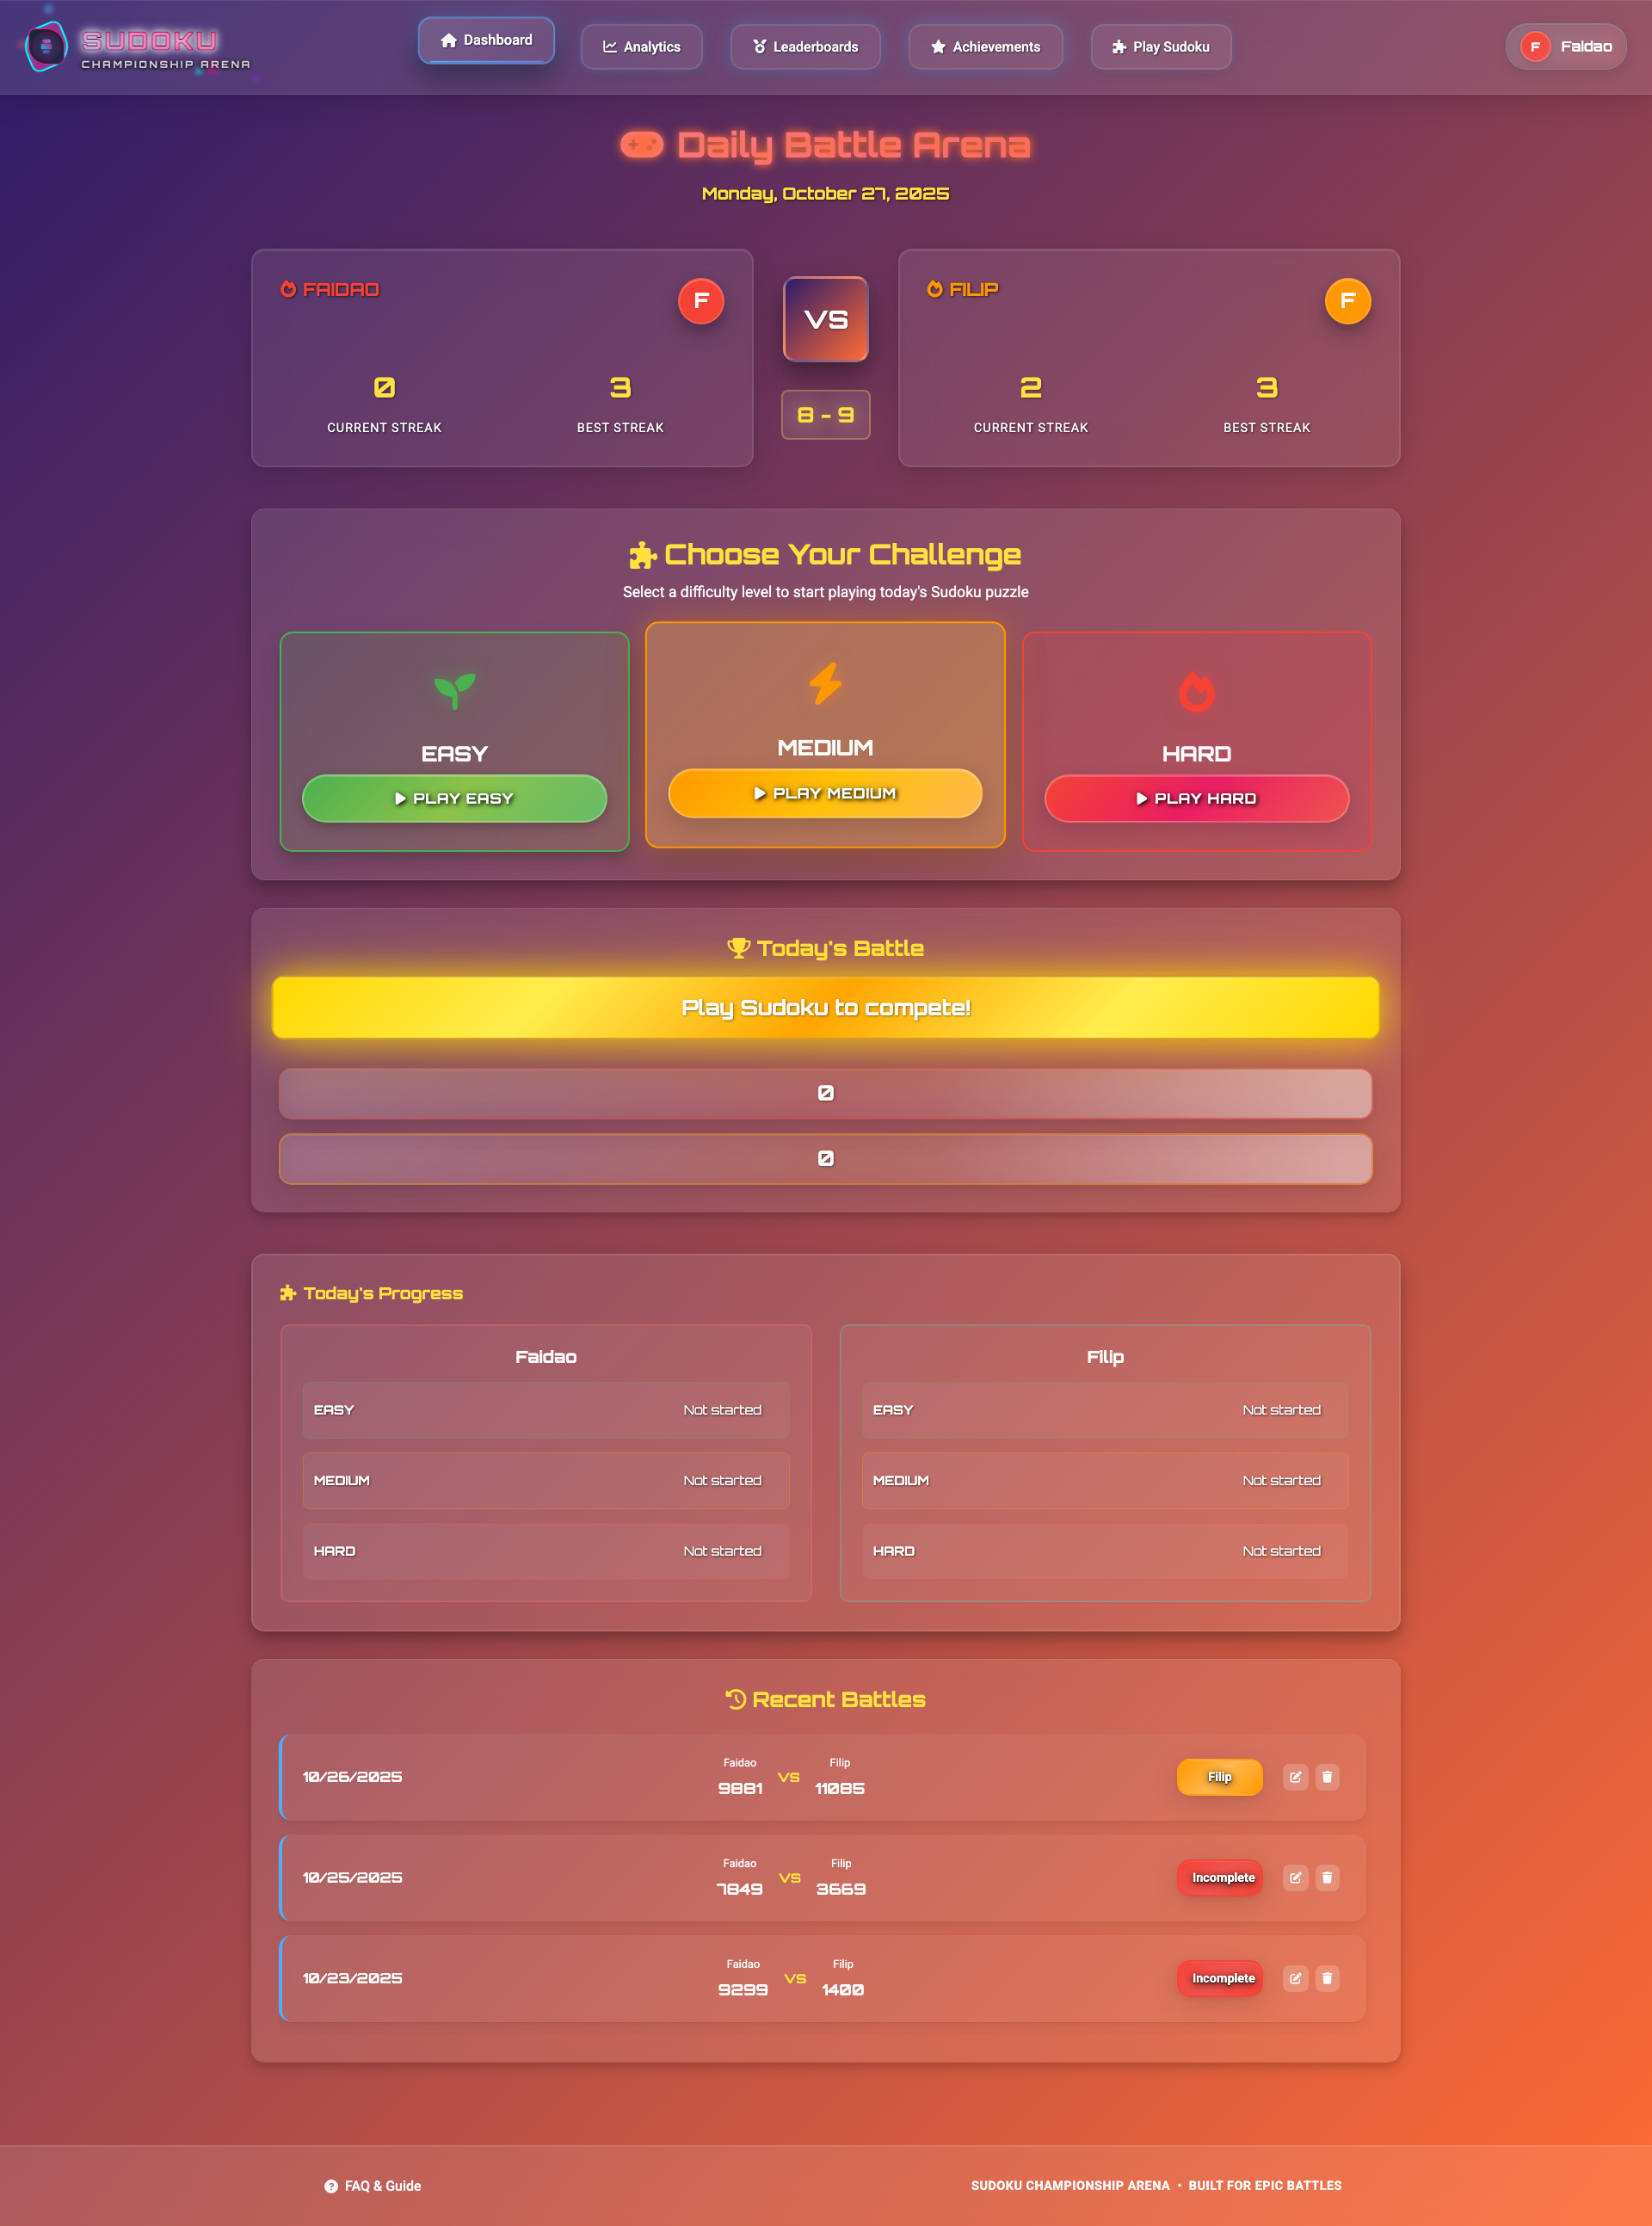 SUDOKU
CHAMPIONSHIP ARENA
Dashboard
Analytics
Leaderboards
Achievements
Play Sudoku
F
Faidao
Daily Battle Arena
Monday, October 27, 2025
FAIDAO
F
0
CURRENT STREAK
3
BEST STREAK
VS
8 - 9
FILIP
F
2
CURRENT STREAK
3
BEST STREAK
Choose Your Challenge
Select a difficulty level to start playing today's Sudoku puzzle
EASY
PLAY EASY
MEDIUM
PLAY MEDIUM
HARD
PLAY HARD
Today's Battle
Play Sudoku to compete!
0
0
Today's Progress
Faidao
EASY Not started
MEDIUM Not started
HARD Not started
Filip
EASY Not started
MEDIUM Not started
HARD Not started
Recent Battles
10/26/2025
Faidao
9881
VS
Filip
11085
Filip
10/25/2025
Faidao
7849
VS
Filip
3669
Incomplete
10/23/2025
Faidao
9299
VS
Filip
1400
Incomplete
FAQ & Guide
SUDOKU CHAMPIONSHIP ARENA • BUILT FOR EPIC BATTLES